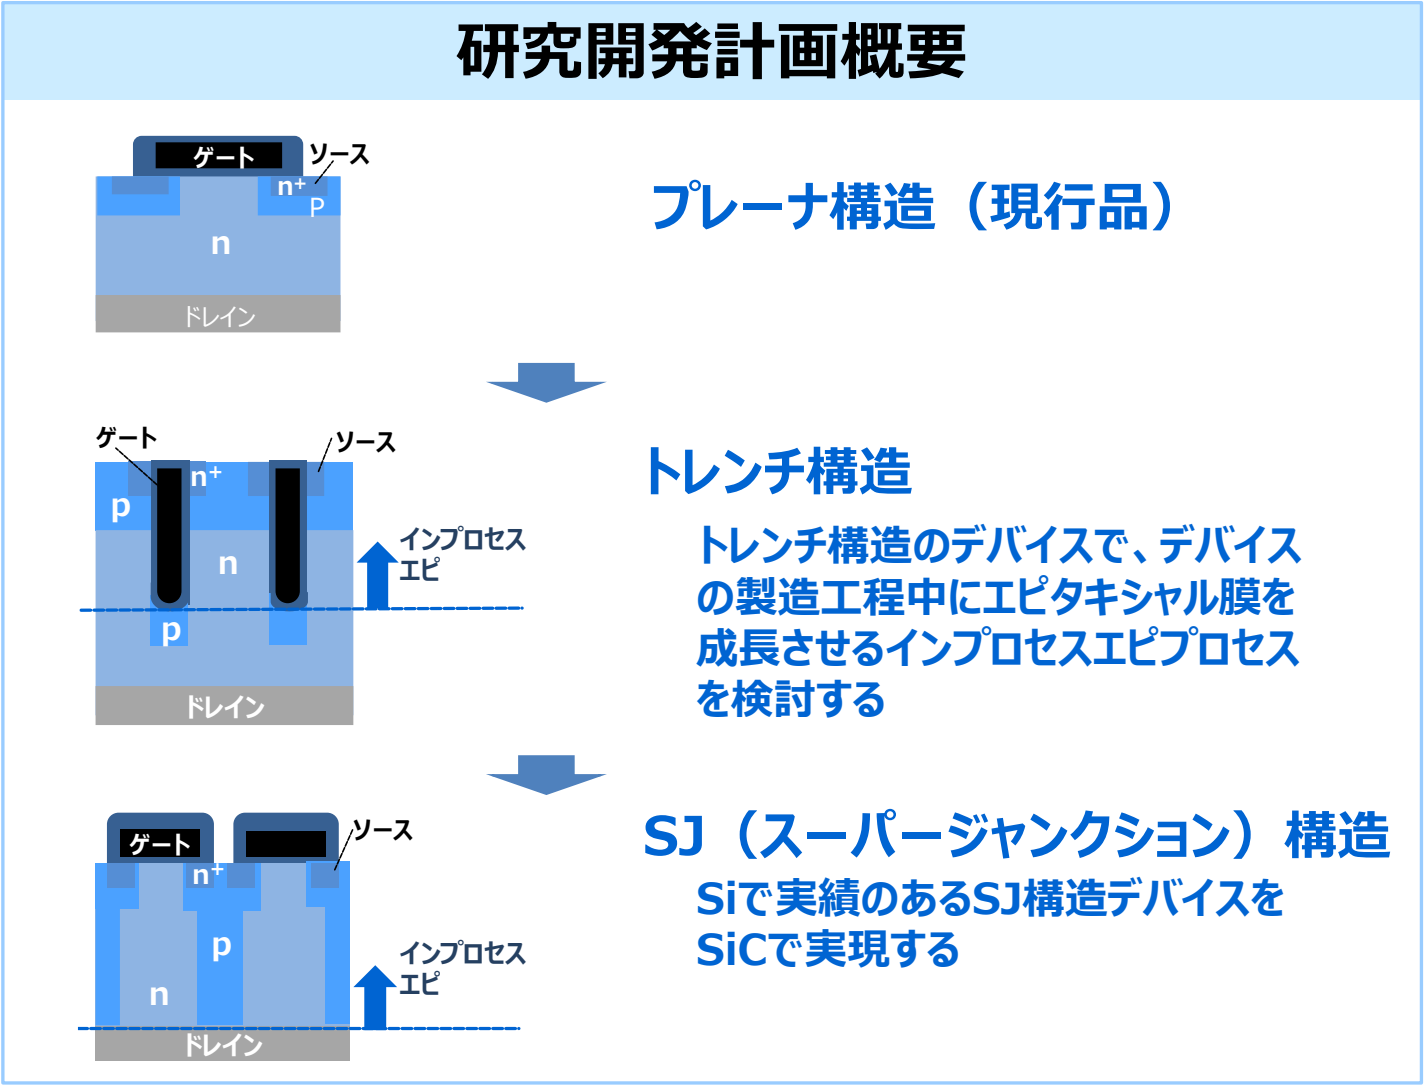 研究開発計画概要
ゲート
ソース
n+
P
n
ドレイン
プレーナ構造（現行品）
ゲート
ソース
n+
p
n
p
ドレイン
インプロセス
エピ
トレンチ構造
トレンチ構造のデバイスで、デバイス
の製造工程中にエピタキシャル膜を
成長させるインプロセスエピプロセス
を検討する
ゲート
ソース
n+
p
n
ドレイン
インプロセス
エピ
SJ（スーパージャンクション）構造
Siで実績のあるSJ構造デバイスを
SiCで実現する